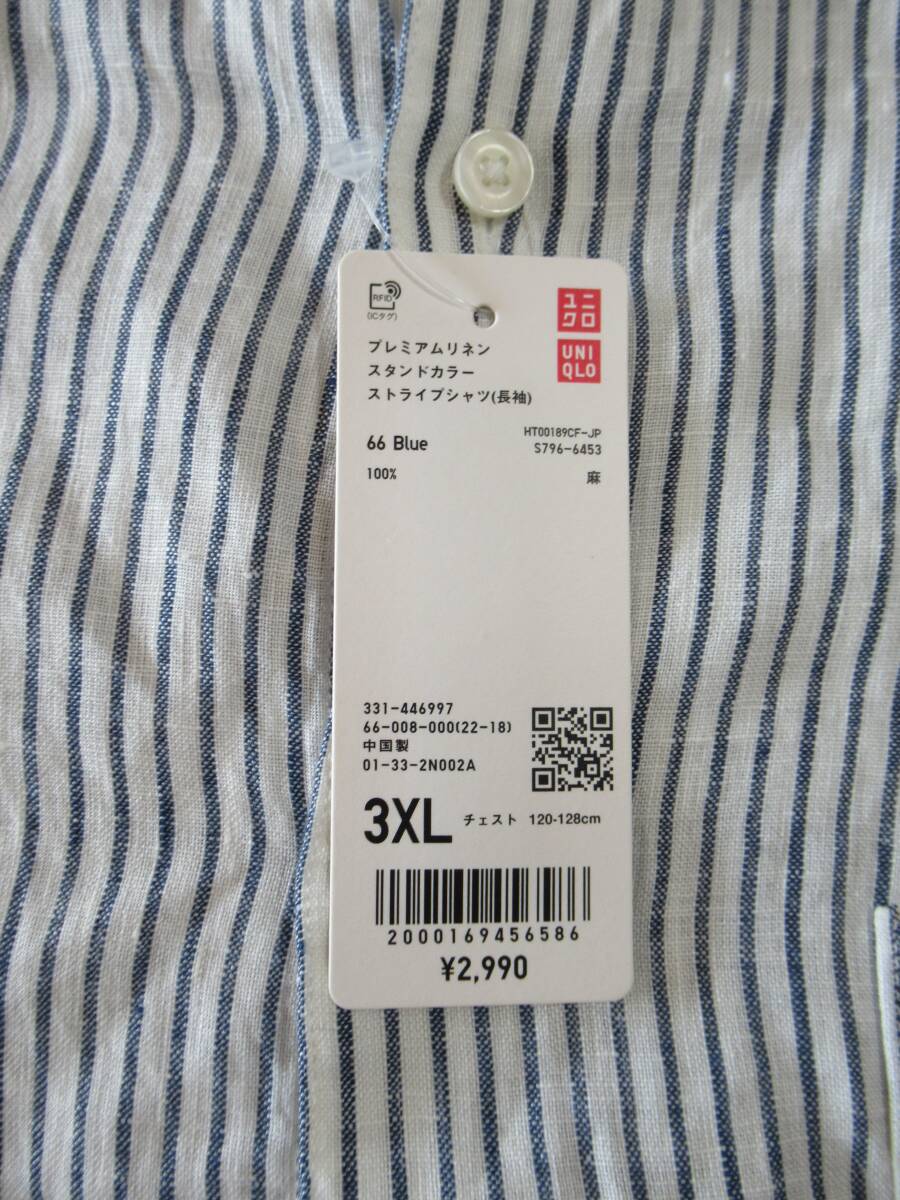 RFID
(ICタグ)
ユニ
クロ
UNI
QLO
プレミアムリネン
スタンドカラー
ストライプシャツ(長袖)
66 Blue
HT00189CF-JP
S796-6453
100%
麻
331-446997
66-008-000(22-18)
中国製
01-33-2N002A
3XL チェスト 120-128cm
2000169456586
¥2,990